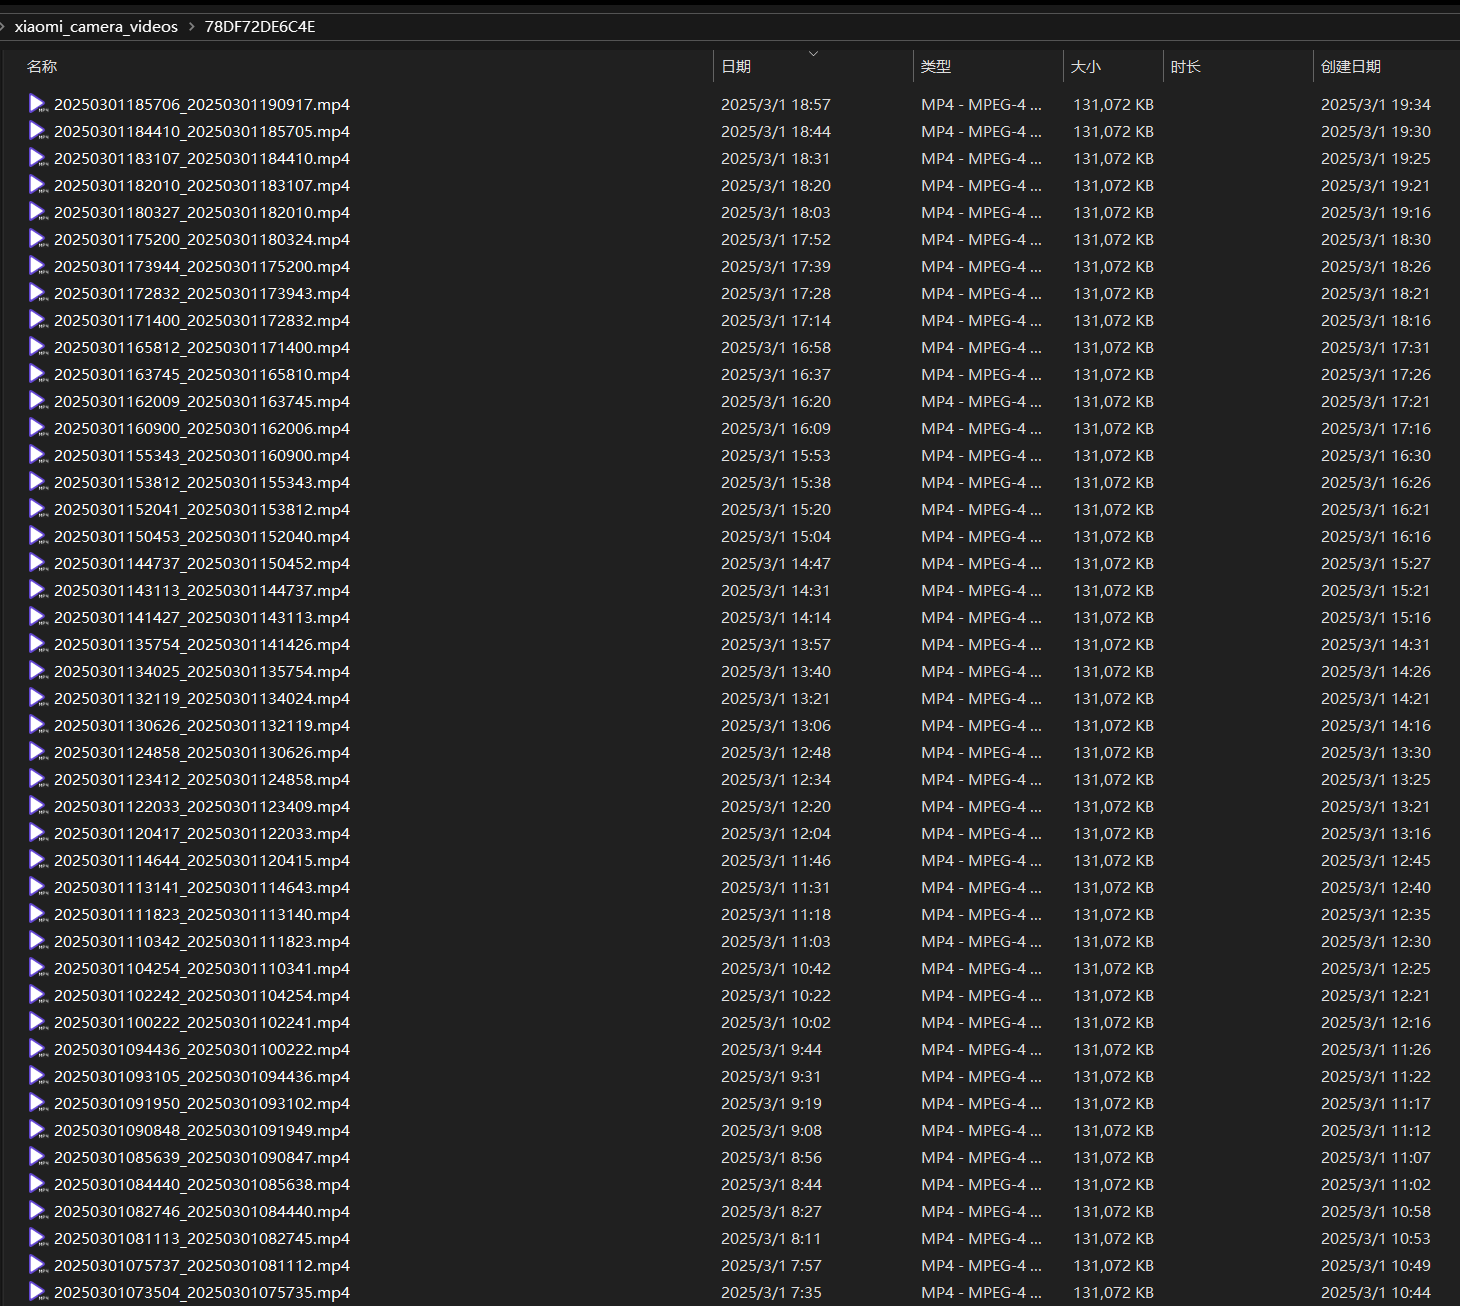 xiaomi_camera_videos > 78DF72DE6C4E
名称 日期 类型 大小 时长 创建日期
20250301185706_20250301190917.mp4 2025/3/1 18:57 MP4 - MPEG-4 ... 131,072 KB 2025/3/1 19:34
20250301184410_20250301185705.mp4 2025/3/1 18:44 MP4 - MPEG-4 ... 131,072 KB 2025/3/1 19:30
20250301183107_20250301184410.mp4 2025/3/1 18:31 MP4 - MPEG-4 ... 131,072 KB 2025/3/1 19:25
20250301182010_20250301183107.mp4 2025/3/1 18:20 MP4 - MPEG-4 ... 131,072 KB 2025/3/1 19:21
20250301180327_20250301182010.mp4 2025/3/1 18:03 MP4 - MPEG-4 ... 131,072 KB 2025/3/1 19:16
20250301175200_20250301180324.mp4 2025/3/1 17:52 MP4 - MPEG-4 ... 131,072 KB 2025/3/1 18:30
20250301173944_20250301175200.mp4 2025/3/1 17:39 MP4 - MPEG-4 ... 131,072 KB 2025/3/1 18:26
20250301172832_20250301173943.mp4 2025/3/1 17:28 MP4 - MPEG-4 ... 131,072 KB 2025/3/1 18:21
20250301171400_20250301172832.mp4 2025/3/1 17:14 MP4 - MPEG-4 ... 131,072 KB 2025/3/1 18:16
20250301165812_20250301171400.mp4 2025/3/1 16:58 MP4 - MPEG-4 ... 131,072 KB 2025/3/1 17:31
20250301163745_20250301165810.mp4 2025/3/1 16:37 MP4 - MPEG-4 ... 131,072 KB 2025/3/1 17:26
20250301162009_20250301163745.mp4 2025/3/1 16:20 MP4 - MPEG-4 ... 131,072 KB 2025/3/1 17:21
20250301160900_20250301162006.mp4 2025/3/1 16:09 MP4 - MPEG-4 ... 131,072 KB 2025/3/1 17:16
20250301155343_20250301160900.mp4 2025/3/1 15:53 MP4 - MPEG-4 ... 131,072 KB 2025/3/1 16:30
20250301153812_20250301155343.mp4 2025/3/1 15:38 MP4 - MPEG-4 ... 131,072 KB 2025/3/1 16:26
20250301152041_20250301153812.mp4 2025/3/1 15:20 MP4 - MPEG-4 ... 131,072 KB 2025/3/1 16:21
20250301150453_20250301152040.mp4 2025/3/1 15:04 MP4 - MPEG-4 ... 131,072 KB 2025/3/1 16:16
20250301144737_20250301150452.mp4 2025/3/1 14:47 MP4 - MPEG-4 ... 131,072 KB 2025/3/1 15:27
20250301143113_20250301144737.mp4 2025/3/1 14:31 MP4 - MPEG-4 ... 131,072 KB 2025/3/1 15:21
20250301141427_20250301143113.mp4 2025/3/1 14:14 MP4 - MPEG-4 ... 131,072 KB 2025/3/1 15:16
20250301135754_20250301141426.mp4 2025/3/1 13:57 MP4 - MPEG-4 ... 131,072 KB 2025/3/1 14:31
20250301134025_20250301135754.mp4 2025/3/1 13:40 MP4 - MPEG-4 ... 131,072 KB 2025/3/1 14:26
20250301132119_20250301134024.mp4 2025/3/1 13:21 MP4 - MPEG-4 ... 131,072 KB 2025/3/1 14:21
20250301130626_20250301132119.mp4 2025/3/1 13:06 MP4 - MPEG-4 ... 131,072 KB 2025/3/1 14:16
20250301124858_20250301130626.mp4 2025/3/1 12:48 MP4 - MPEG-4 ... 131,072 KB 2025/3/1 13:30
20250301123412_20250301124858.mp4 2025/3/1 12:34 MP4 - MPEG-4 ... 131,072 KB 2025/3/1 13:25
20250301122033_20250301123409.mp4 2025/3/1 12:20 MP4 - MPEG-4 ... 131,072 KB 2025/3/1 13:21
20250301120417_20250301122033.mp4 2025/3/1 12:04 MP4 - MPEG-4 ... 131,072 KB 2025/3/1 13:16
20250301114644_20250301120415.mp4 2025/3/1 11:46 MP4 - MPEG-4 ... 131,072 KB 2025/3/1 12:45
20250301113141_20250301114643.mp4 2025/3/1 11:31 MP4 - MPEG-4 ... 131,072 KB 2025/3/1 12:40
20250301111823_20250301113140.mp4 2025/3/1 11:18 MP4 - MPEG-4 ... 131,072 KB 2025/3/1 12:35
20250301110342_20250301111823.mp4 2025/3/1 11:03 MP4 - MPEG-4 ... 131,072 KB 2025/3/1 12:30
20250301104254_20250301110341.mp4 2025/3/1 10:42 MP4 - MPEG-4 ... 131,072 KB 2025/3/1 12:25
20250301102242_20250301104254.mp4 2025/3/1 10:22 MP4 - MPEG-4 ... 131,072 KB 2025/3/1 12:21
20250301100222_20250301102241.mp4 2025/3/1 10:02 MP4 - MPEG-4 ... 131,072 KB 2025/3/1 12:16
20250301094436_20250301100222.mp4 2025/3/1 9:44 MP4 - MPEG-4 ... 131,072 KB 2025/3/1 11:26
20250301093105_20250301094436.mp4 2025/3/1 9:31 MP4 - MPEG-4 ... 131,072 KB 2025/3/1 11:22
20250301091950_20250301093102.mp4 2025/3/1 9:19 MP4 - MPEG-4 ... 131,072 KB 2025/3/1 11:17
20250301090848_20250301091949.mp4 2025/3/1 9:08 MP4 - MPEG-4 ... 131,072 KB 2025/3/1 11:12
20250301085639_20250301090847.mp4 2025/3/1 8:56 MP4 - MPEG-4 ... 131,072 KB 2025/3/1 11:07
20250301084440_20250301085638.mp4 2025/3/1 8:44 MP4 - MPEG-4 ... 131,072 KB 2025/3/1 11:02
20250301082746_20250301084440.mp4 2025/3/1 8:27 MP4 - MPEG-4 ... 131,072 KB 2025/3/1 10:58
20250301081113_20250301082745.mp4 2025/3/1 8:11 MP4 - MPEG-4 ... 131,072 KB 2025/3/1 10:53
20250301075737_20250301081112.mp4 2025/3/1 7:57 MP4 - MPEG-4 ... 131,072 KB 2025/3/1 10:49
20250301073504_20250301075735.mp4 2025/3/1 7:35 MP4 - MPEG-4 ... 131,072 KB 2025/3/1 10:44